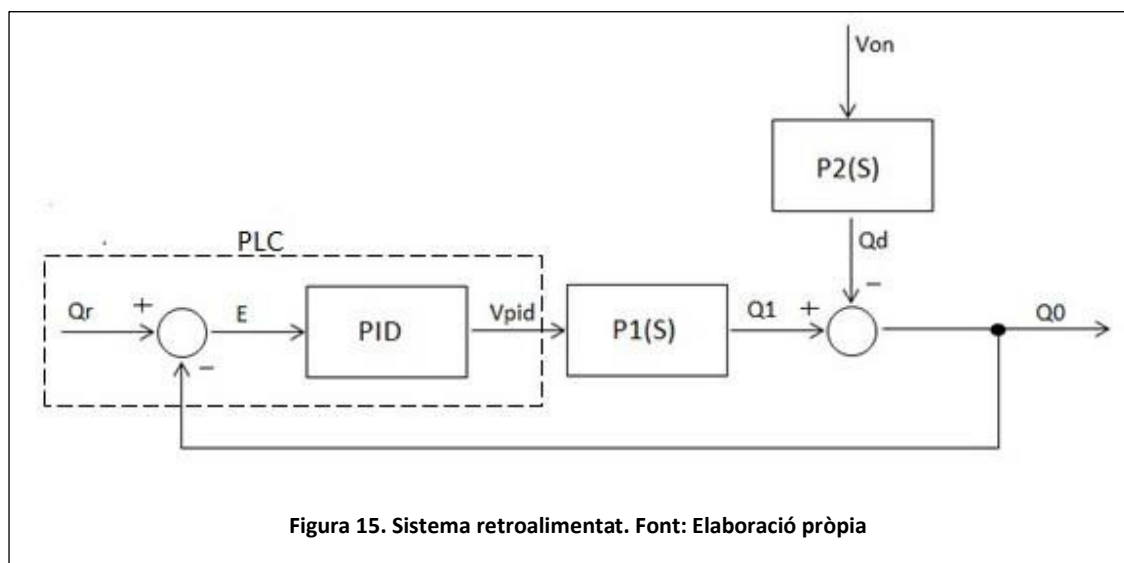 Von
P2(S)
PLC
Qd
Qr
+
E
PID
Vpid
P1(S)
Q1
+
−
Q0
−
Figura 15. Sistema retroalimentat. Font: Elaboració pròpia